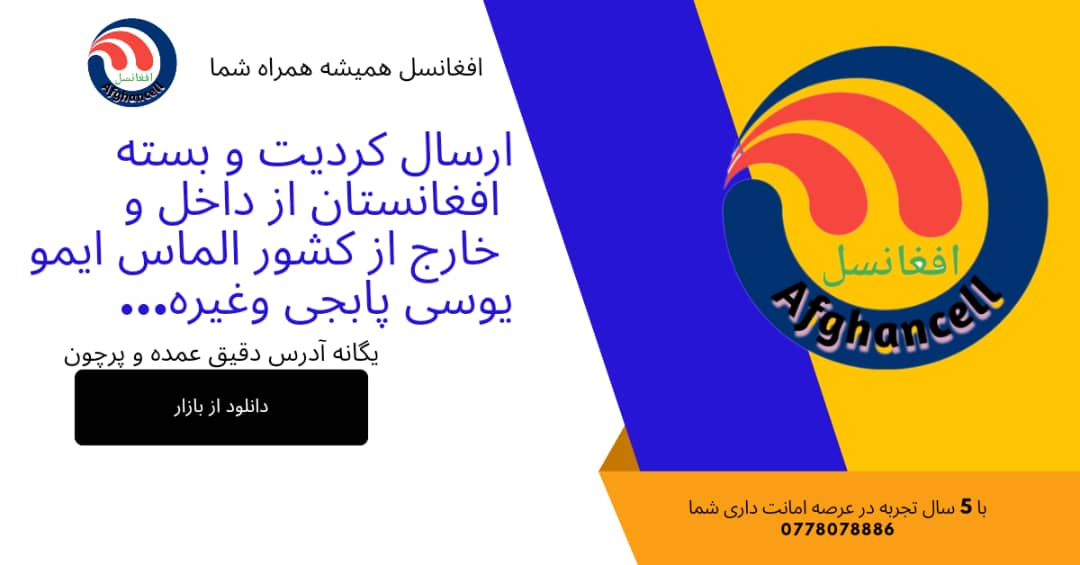 افغانسل همیشه همراه شما
افغانسل
Afghancell
ارسال کردیت و بسته
افغانستان از داخل و
خارج از کشور الماس ایمو
یوسی پابجی وغیره...
یگانه آدرس دقیق عمده و پرچون
دانلود از بازار
افغانسل
Afghancell
با 5 سال تجربه در عرصه امانت داری شما
0778078886